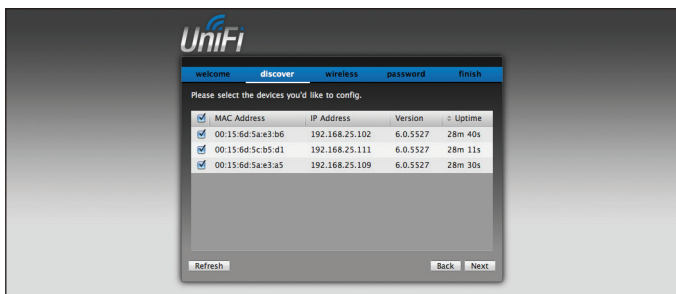 UniFi
welcome discover wireless password finish
Please select the devices you'd like to config.
MAC Address IP Address Version Uptime
00:15:6d:5a:e3:b6 192.168.25.102 6.0.5527 28m 40s
00:15:6d:5c:b5:d1 192.168.25.111 6.0.5527 28m 11s
00:15:6d:5a:e3:a5 192.168.25.109 6.0.5527 28m 30s
Refresh Back Next